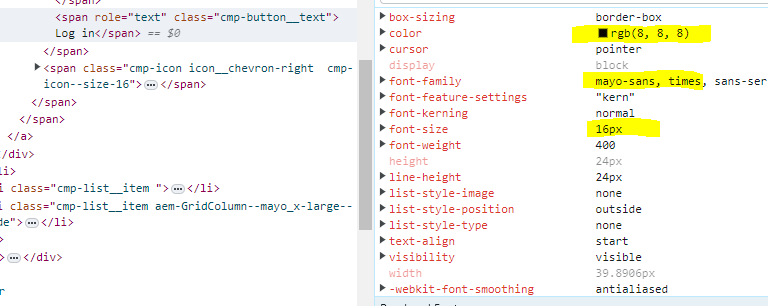 </span>
<span role="text" class="cmp-button__text">
Log in</span> == $0
</span>
<span class="cmp-icon icon__chevron-right cmp-
icon--size-16">…</span>
</span>
</span>
</a>
</div>
li>
i class="cmp-list__item ">…</li>
i class="cmp-list__item aem-GridColumn--mayo_x-large--
de">…</li>
>
>…</div>
r
box-sizing border-box
color rgb(8, 8, 8)
cursor pointer
display block
font-family mayo-sans, times, sans-ser
font-feature-settings "kern"
font-kerning normal
font-size 16px
font-weight 400
height 24px
line-height 24px
list-style-image none
list-style-position outside
list-style-type none
text-align start
visibility visible
width 39.8906px
-webkit-font-smoothing antialiased